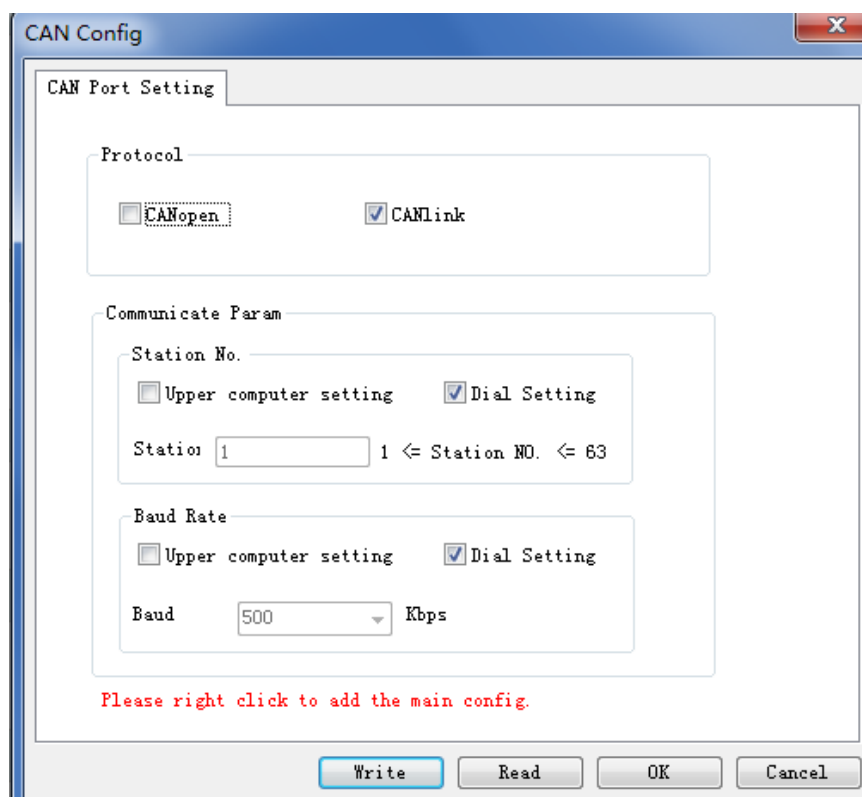 CAN Config
CAN Port Setting
Protocol
CANopen
CANlink
Communicate Param
Station No.
Upper computer setting
Dial Setting
Statio: 1 1 <= Station NO. <= 63
Baud Rate
Upper computer setting
Dial Setting
Baud 500 Kbps
Please right click to add the main config.
Write Read OK Cancel